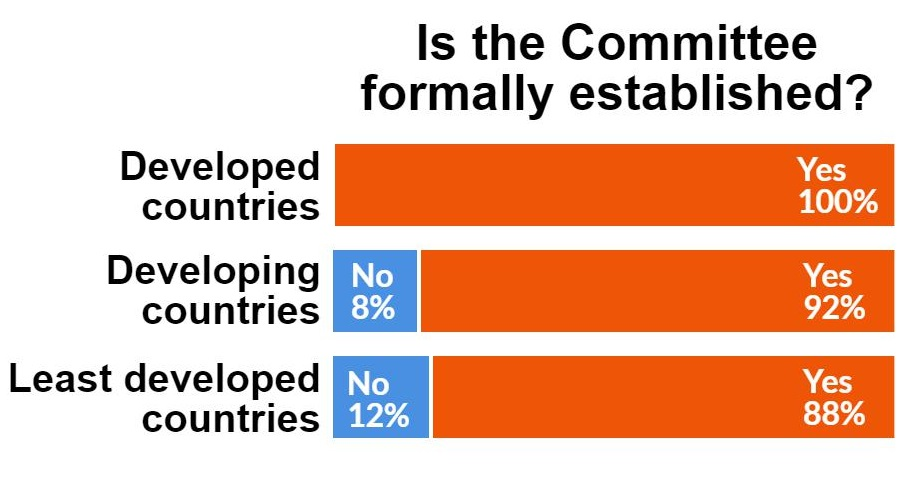 Is the Committee
formally established?
Developed
countries
Yes
100%
Developing
countries
No
8%
Yes
92%
Least developed
countries
No
12%
Yes
88%